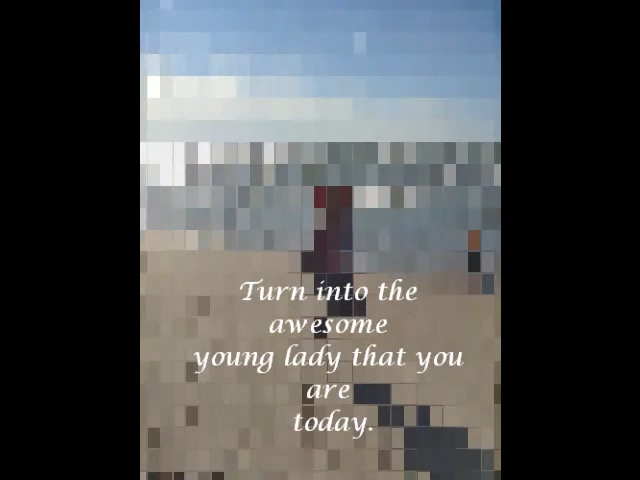 Turn into the
awesome
young lady that you
are
today.